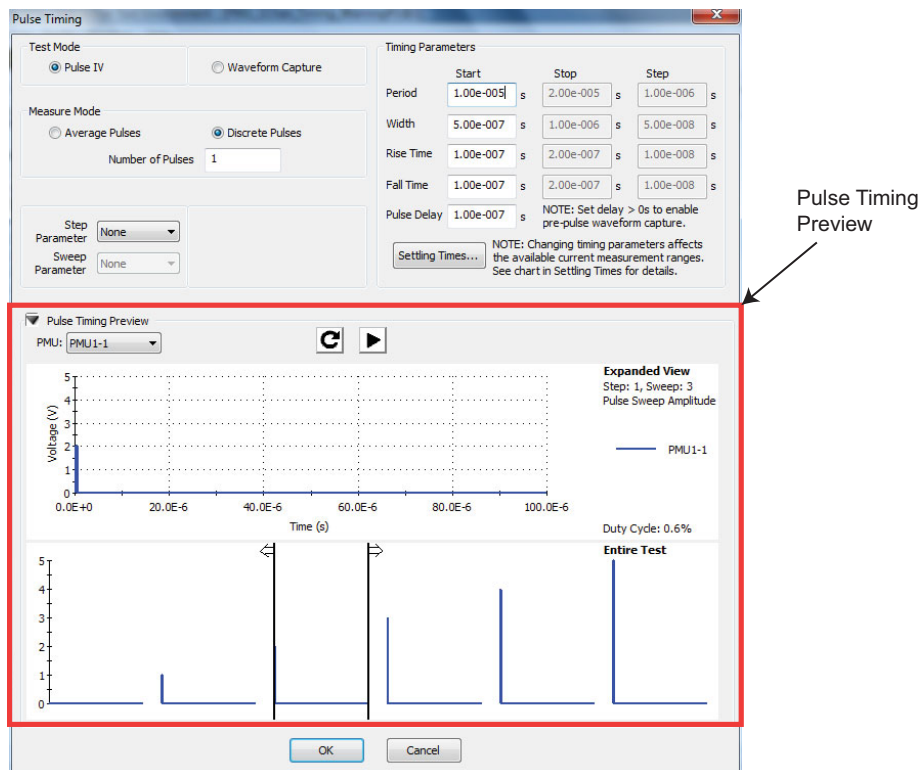 Pulse Timing
Test Mode
Pulse IV
Waveform Capture
Measure Mode
Average Pulses
Discrete Pulses
Number of Pulses 1
Step Parameter None
Sweep Parameter None
Timing Parameters
Start Stop Step
Period 1.00e-005 s 2.00e-005 s 1.00e-006 s
Width 5.00e-007 s 1.00e-006 s 5.00e-008 s
Rise Time 1.00e-007 s 2.00e-007 s 1.00e-008 s
Fall Time 1.00e-007 s 2.00e-007 s 1.00e-008 s
Pulse Delay 1.00e-007 s
NOTE: Set delay > 0s to enable
pre-pulse waveform capture.
Settling Times...
NOTE: Changing timing parameters affects
the available current measurement ranges.
See chart in Settling Times for details.
Pulse Timing
Preview
Pulse Timing Preview
PMU: PMU1-1
Expanded View
Step: 1, Sweep: 3
Pulse Sweep Amplitude
PMU1-1
Duty Cycle: 0.6%
Voltage (V)
5
4
3
2
1
0
0.0E+0 20.0E-6 40.0E-6 60.0E-6 80.0E-6 100.0E-6
Time (s)
Entire Test
5
4
3
2
1
0
OK
Cancel